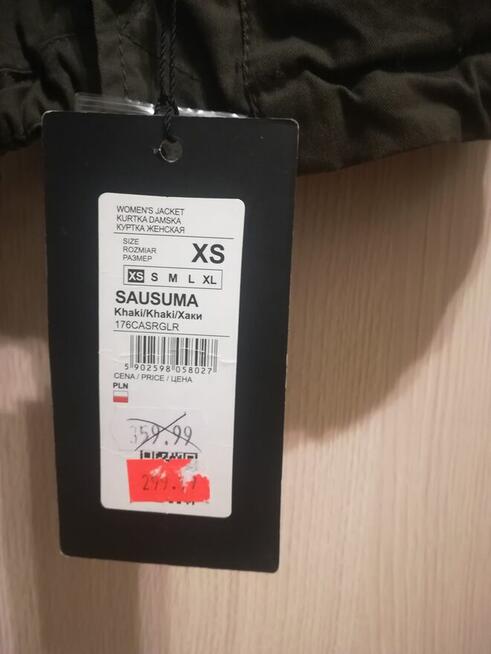 WOMEN'S JACKET
KURTKA DAMSKA
КУРТКА ЖЕНСКАЯ
SIZE
ROZMIAR
РАЗМЕР
XS
XS S M L XL
SAUSUMA
Khaki/Khaki/Хаки
176CASRGLR
5 902598 058027
CENA / PRICE / ЦЕНА
PLN
359.99